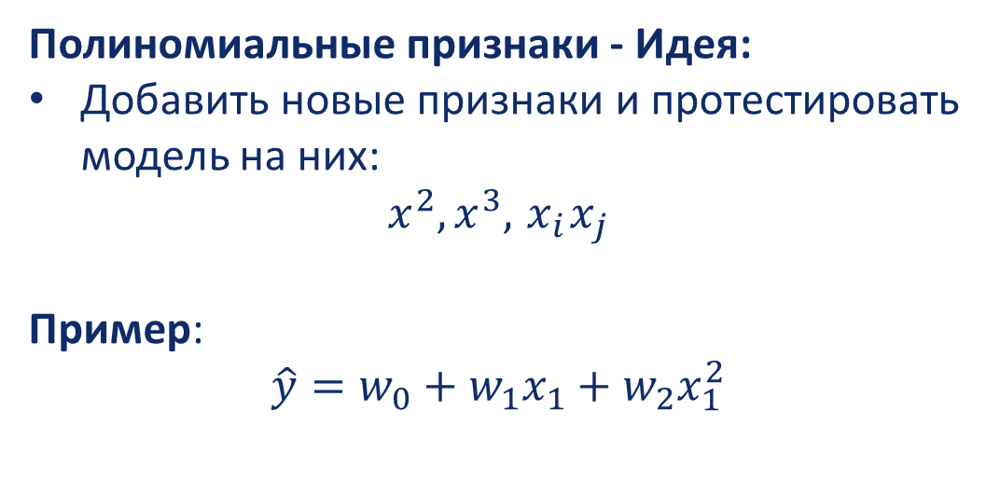 Полиномиальные признаки - Идея:
• Добавить новые признаки и протестировать
модель на них:
x², x³, xᵢxⱼ
Пример:
ŷ = w₀ + w₁x₁ + w₂x₁²